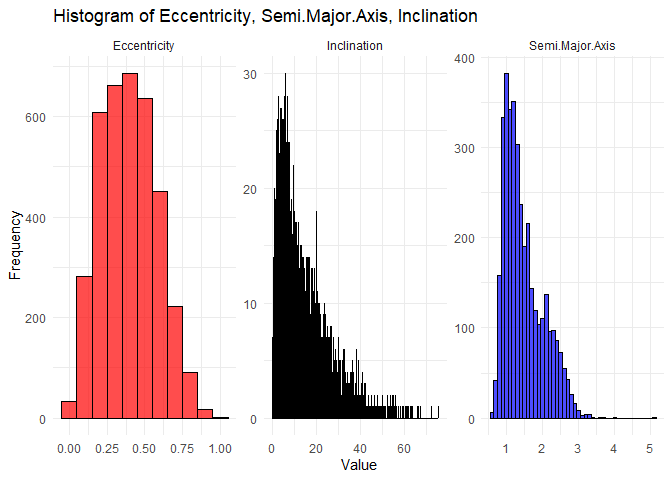 Histogram of Eccentricity, Semi.Major.Axis, Inclination
Eccentricity
Inclination
Semi.Major.Axis
Frequency
0
200
400
600
0.00 0.25 0.50 0.75 1.00
0
10
20
30
0 20 40 60
0
100
200
300
400
1 2 3 4 5
Value